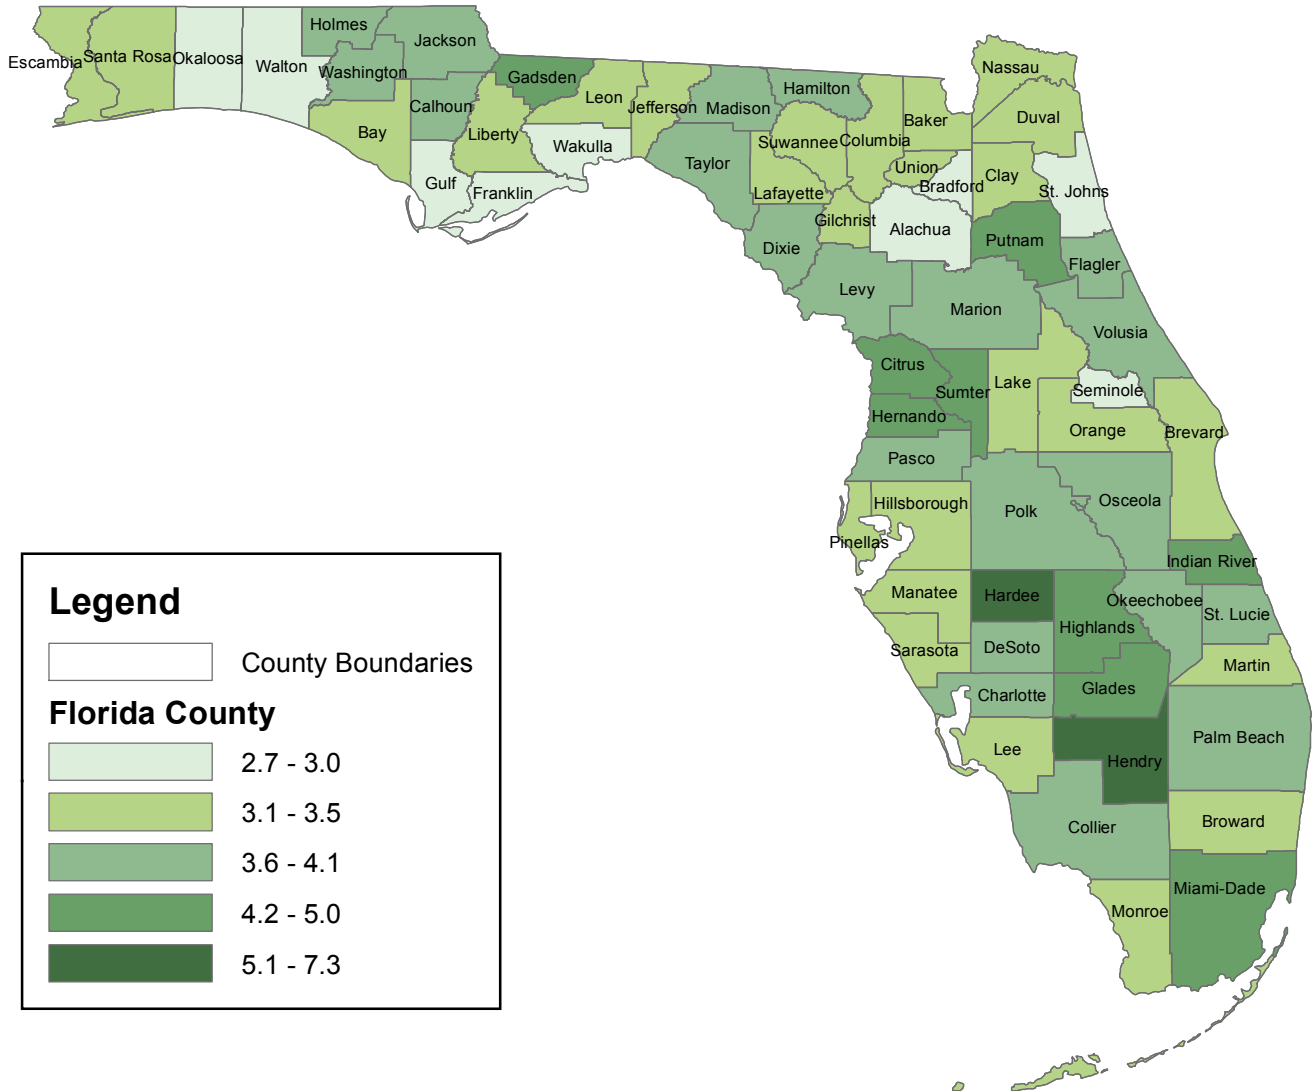 Holmes
Jackson
Escambia
Santa Rosa
Okaloosa
Walton
Washington
Gadsden
Calhoun
Leon
Jefferson
Madison
Hamilton
Nassau
Bay
Liberty
Wakulla
Suwannee
Columbia
Baker
Duval
Taylor
Union
Gulf
Franklin
Lafayette
Bradford
Clay
St. Johns
Gilchrist
Alachua
Putnam
Dixie
Flagler
Levy
Marion
Volusia
Citrus
Sumter
Lake
Seminole
Hernando
Orange
Brevard
Pasco
Hillsborough
Polk
Osceola
Pinellas
Indian River
Manatee
Hardee
Okeechobee
St. Lucie
Highlands
Sarasota
DeSoto
Martin
Charlotte
Glades
Lee
Hendry
Palm Beach
Collier
Broward
Miami-Dade
Monroe
Legend
County Boundaries
Florida County
2.7 - 3.0
3.1 - 3.5
3.6 - 4.1
4.2 - 5.0
5.1 - 7.3